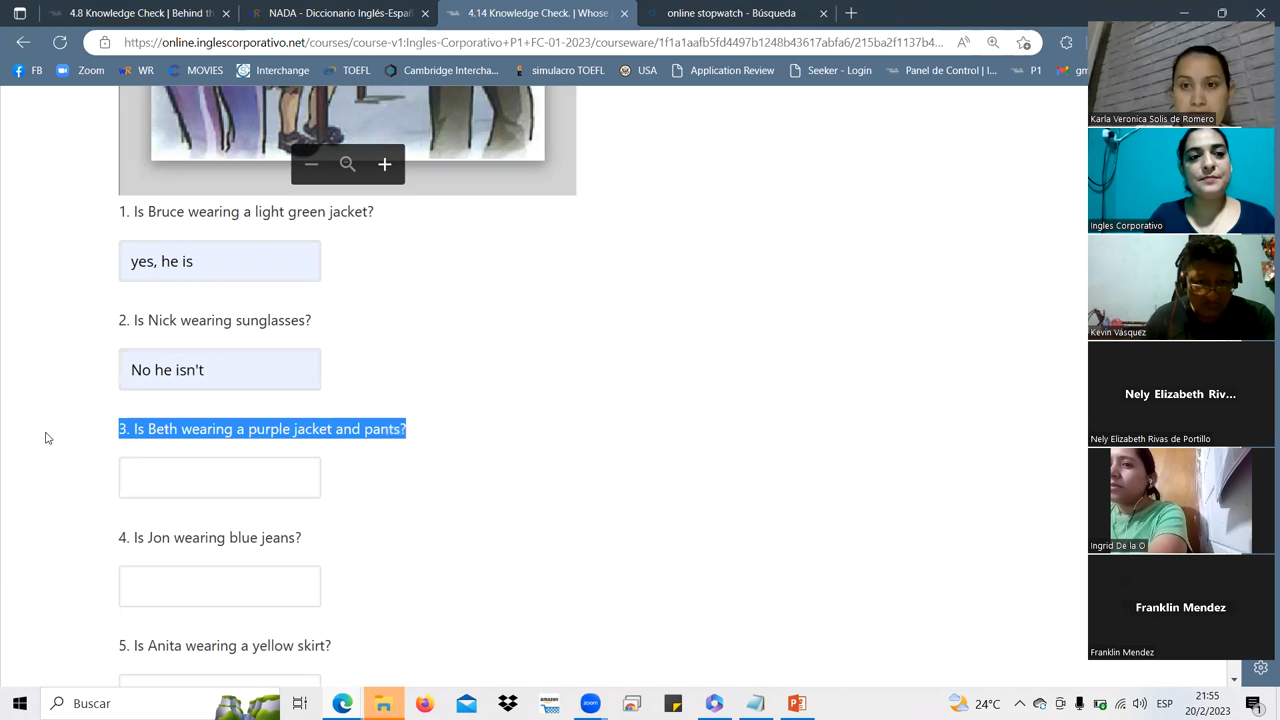 4.8 Knowledge Check | Whose b
NADA - Diccionario Inglés-Españ
4.14 Knowledge Check. | Whose
online stopwatch - Búsqueda
https://online.inglescorporativo.net/courses/course-v1:Ingles-Corporativo+P1+FC-01-2023/courseware/1f1a1aafb5fd4497b1248b43617abfa6/215ba2f1137b4...
FB
Zoom
WR
MOVIES
Interchange
TOEFL
Cambridge Intercha...
simulacro TOEFL
USA
Application Review
Seeker - Login
Panel de Control | I...
P1
gm
Karla Veronica Solis de Romero
Ingles Corporativo
Kevin Vásquez
Nely Elizabeth Riv...
Nely Elizabeth Rivas de Portillo
Ingrid De la O
Franklin Mendez
Franklin Mendez
1. Is Bruce wearing a light green jacket?
yes, he is
2. Is Nick wearing sunglasses?
No he isn't
3. Is Beth wearing a purple jacket and pants?
4. Is Jon wearing blue jeans?
5. Is Anita wearing a yellow skirt?
Buscar
24°C
ESP
21:55
20/2/2023